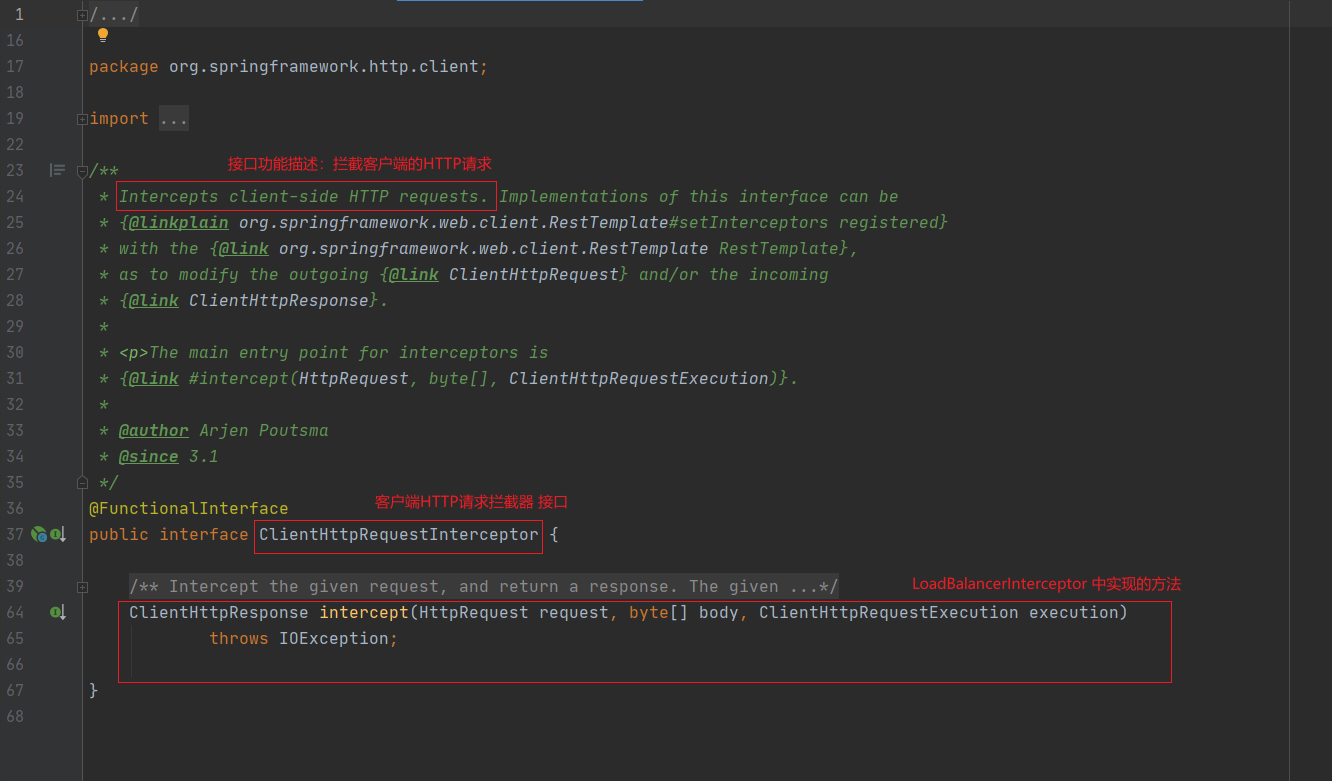 1 /.../
16
17 package org.springframework.http.client;
18
19 import ...
22
接口功能描述：拦截客户端的HTTP请求
23 /**
24 * Intercepts client-side HTTP requests. Implementations of this interface can be
25 * {@linkplain org.springframework.web.client.RestTemplate#setInterceptors registered}
26 * with the {@link org.springframework.web.client.RestTemplate RestTemplate},
27 * as to modify the outgoing {@link ClientHttpRequest} and/or the incoming
28 * {@link ClientHttpResponse}.
29 *
30 * <p>The main entry point for interceptors is
31 * {@link #intercept(HttpRequest, byte[], ClientHttpRequestExecution)}.
32 *
33 * @author Arjen Poutsma
34 * @since 3.1
35 */
客户端HTTP请求拦截器 接口
36 @FunctionalInterface
37 public interface ClientHttpRequestInterceptor {
38
39 /** Intercept the given request, and return a response. The given ...*/
LoadBalancerInterceptor 中实现的方法
64 ClientHttpResponse intercept(HttpRequest request, byte[] body, ClientHttpRequestExecution execution)
65 throws IOException;
66
67 }
68